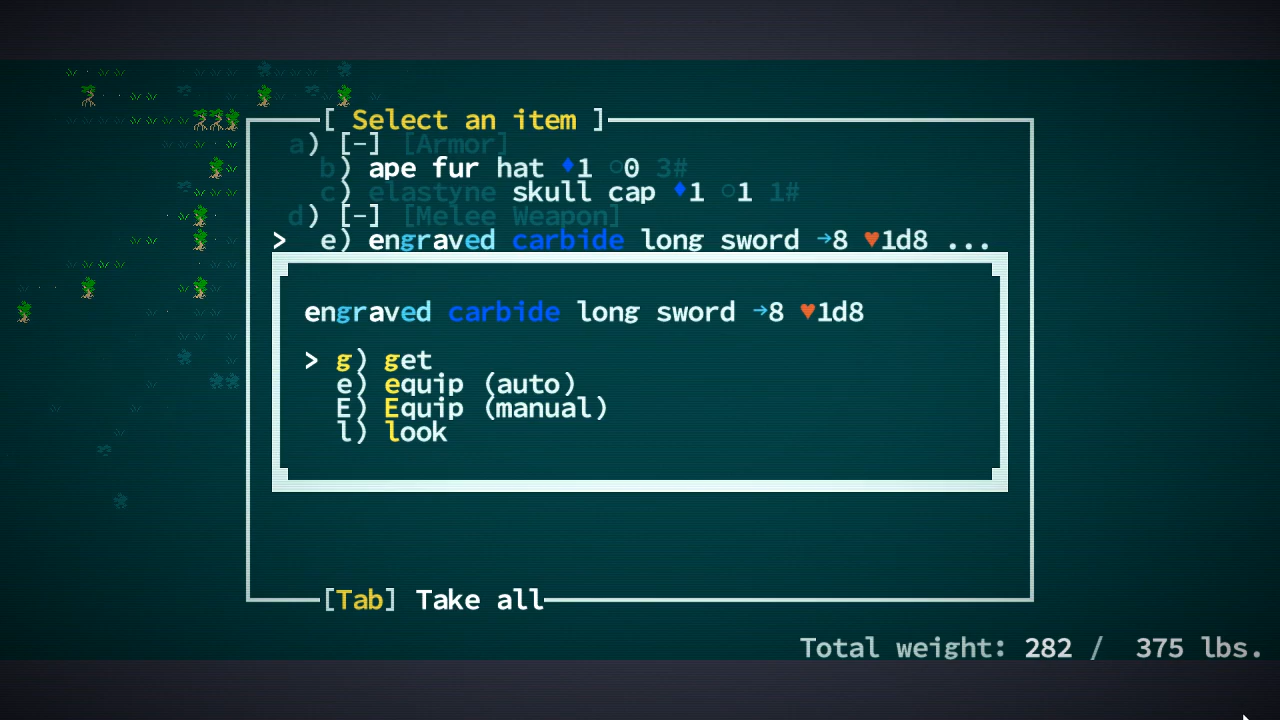 [ Select an item ]
a) [-] [Armor]
b) ape fur hat ♦1 ○0 3#
c) elastyne skull cap ♦1 ○1 1#
d) [-] [Melee Weapon]
> e) engraved carbide long sword →8 ♥1d8 ...
engraved carbide long sword →8 ♥1d8
> g) get
e) equip (auto)
E) Equip (manual)
l) look
[Tab] Take all
Total weight: 282 / 375 lbs.